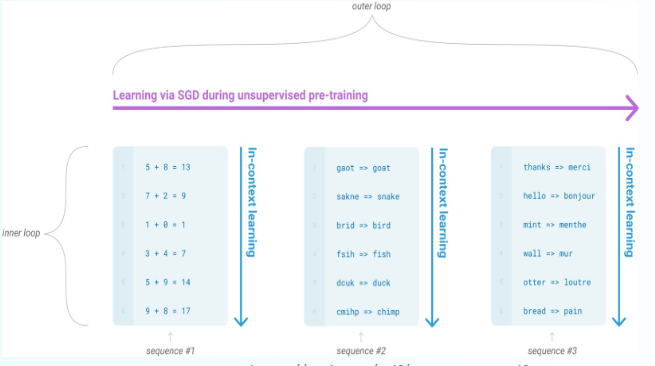 outer loop
Learning via SGD during unsupervised pre-training
inner loop
5 + 8 = 13
7 + 2 = 9
1 + 0 = 1
3 + 4 = 7
5 + 9 = 14
9 + 8 = 17
In-context learning
sequence #1
gaot => goat
sakne => snake
brid => bird
fsih => fish
dcuk => duck
cmihp => chimp
In-context learning
sequence #2
thanks => merci
hello => bonjour
mint => menthe
wall => mur
otter => loutre
bread => pain
In-context learning
sequence #3